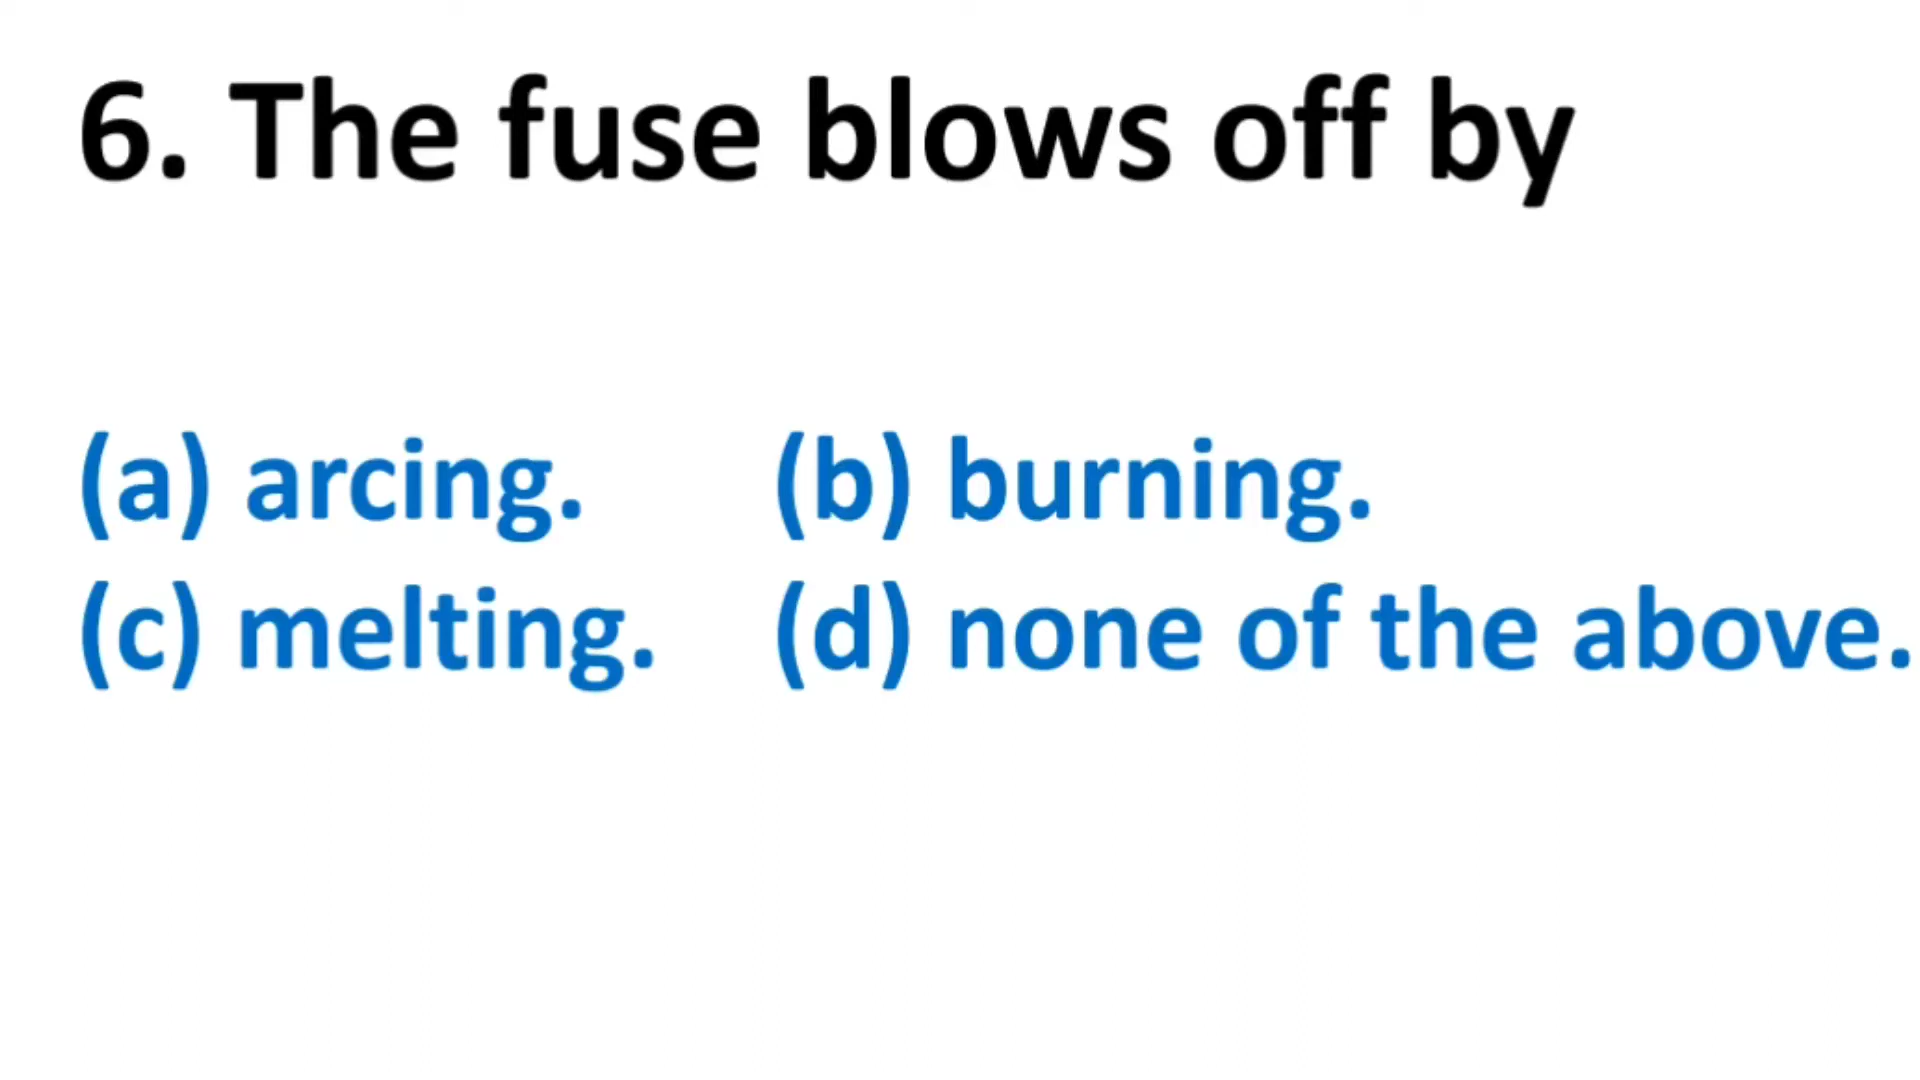 6. The fuse blows off by
(a) arcing. (b) burning.
(c) melting. (d) none of the above.